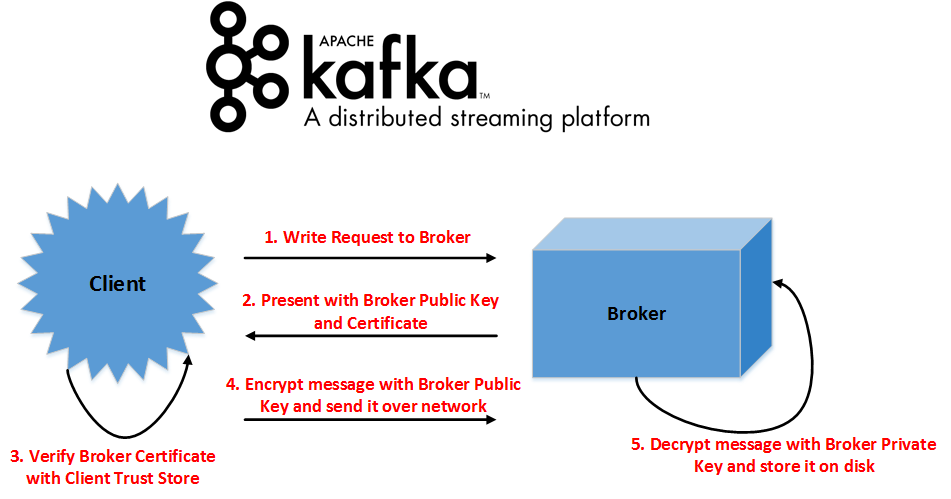 APACHE
kafka™
A distributed streaming platform
1. Write Request to Broker
Client
2. Present with Broker Public Key
and Certificate
Broker
4. Encrypt message with Broker Public
Key and send it over network
3. Verify Broker Certificate
with Client Trust Store
5. Decrypt message with Broker Private
Key and store it on disk